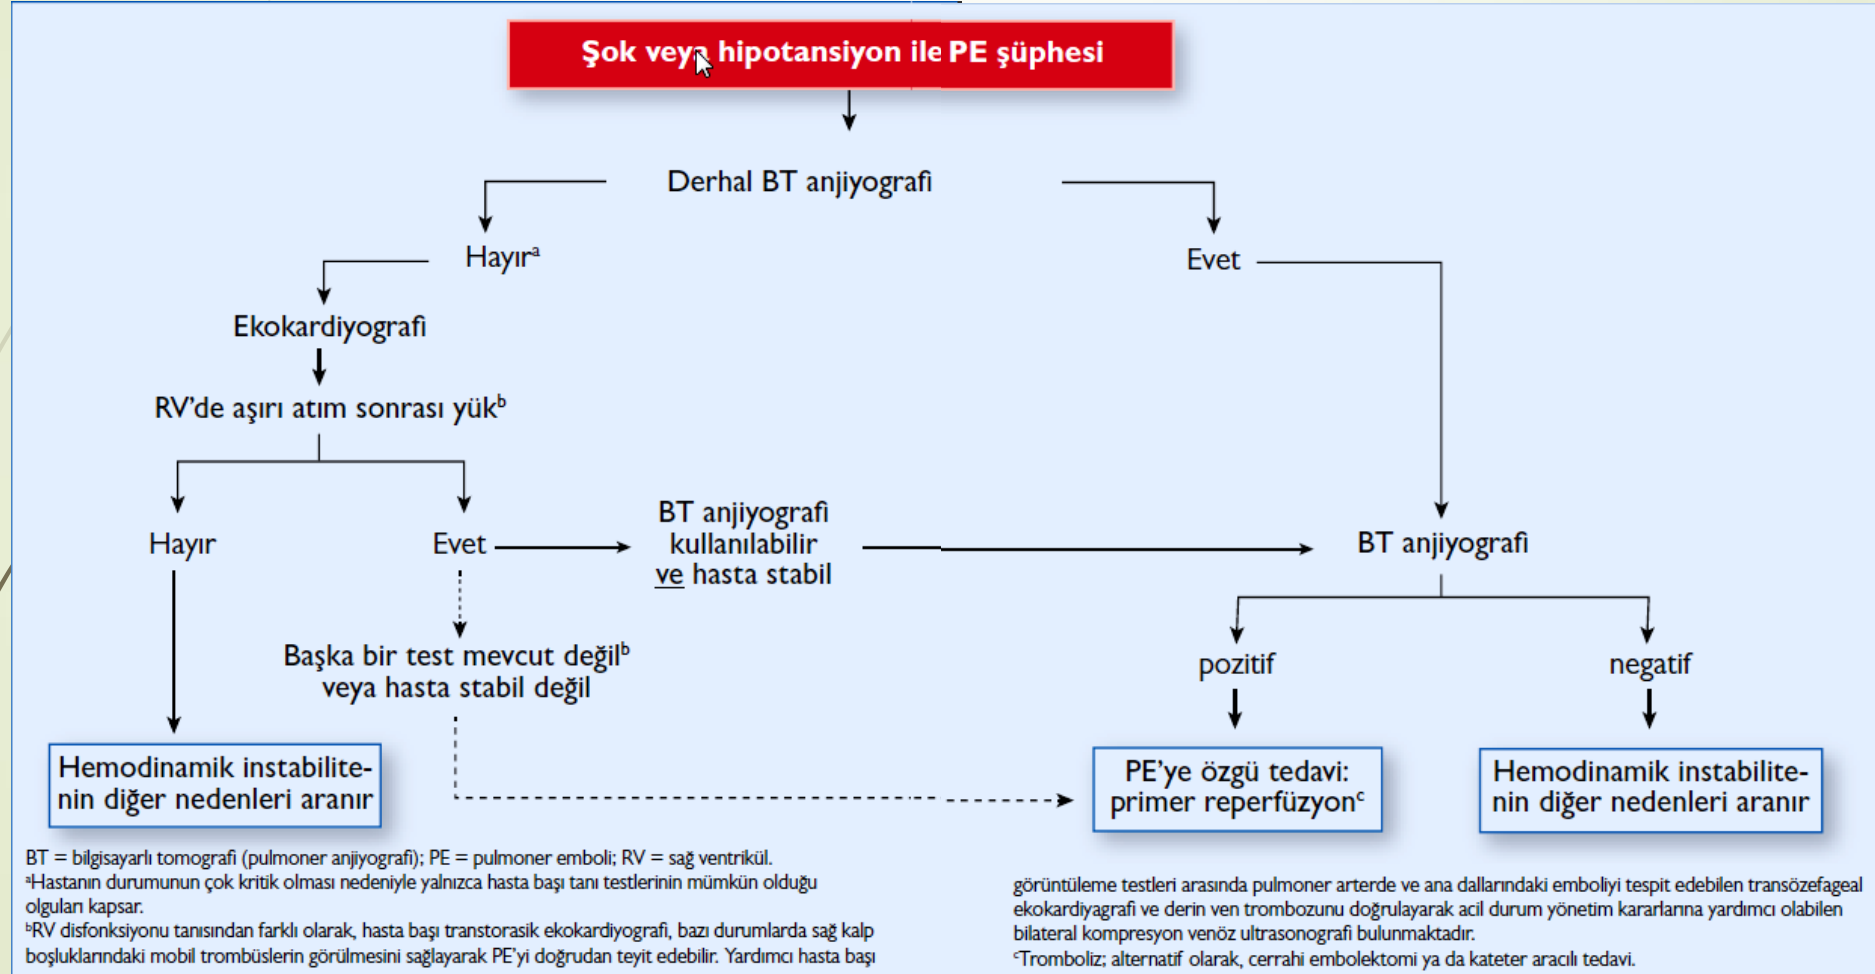 Şok veya hipotansiyon ile PE şüphesi
Derhal BT anjiyografi
Hayırᵃ
Evet
Ekokardiyografi
RV’de aşırı atım sonrası yükᵇ
Hayır
Evet
BT anjiyografi
kullanılabilir
ve hasta stabil
BT anjiyografi
Başka bir test mevcut değilᵇ
veya hasta stabil değil
pozitif
negatif
Hemodinamik instabilite-
nin diğer nedenleri aranır
PE’ye özgü tedavi:
primer reperfüzyonᶜ
Hemodinamik instabilite-
nin diğer nedenleri aranır
BT = bilgisayarlı tomografi (pulmoner anjiyografi); PE = pulmoner emboli; RV = sağ ventrikül.
ᵃHastanın durumunun çok kritik olması nedeniyle yalnızca hasta başı tanı testlerinin mümkün olduğu
olguları kapsar.
ᵇRV disfonksiyonu tanısından farklı olarak, hasta başı transtorasik ekokardiyografi, bazı durumlarda sağ kalp
boşluklarındaki mobil trombüslerin görülmesini sağlayarak PE’yi doğrudan teyit edebilir. Yardımcı hasta başı
görüntüleme testleri arasında pulmoner arterde ve ana dallarındaki emboliyi tespit edebilen transözefageal
ekokardiyagrafi ve derin ven trombozunu doğrulayarak acil durum yönetim kararlarına yardımcı olabilen
bilateral kompresyon venöz ultrasonografi bulunmaktadır.
ᶜTromboliz; alternatif olarak, cerrahi embolektomi ya da kateter aracılı tedavi.